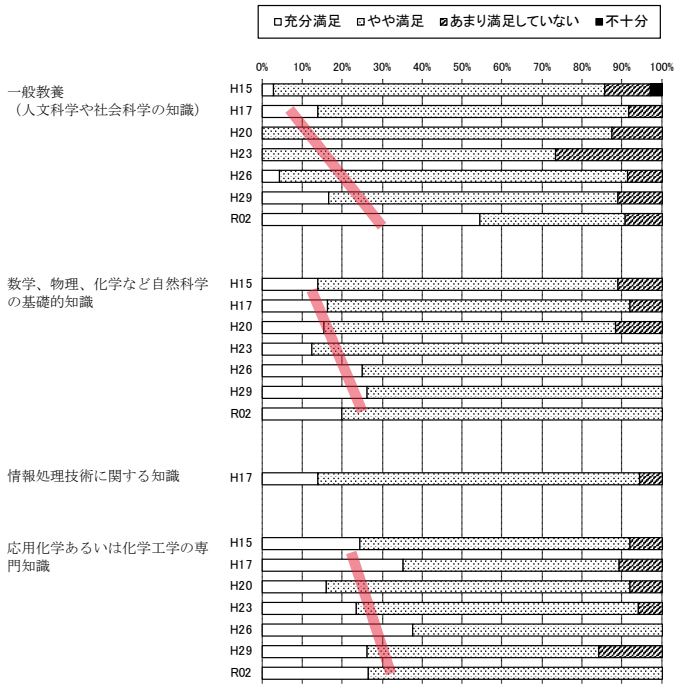 □充分満足 □やや満足 □あまり満足していない ■不十分
0% 10% 20% 30% 40% 50% 60% 70% 80% 90% 100%
一般教養
（人文科学や社会科学の知識）
H15
H17
H20
H23
H26
H29
R02
数学、物理、化学など自然科学
の基礎的知識
H15
H17
H20
H23
H26
H29
R02
情報処理技術に関する知識
H17
応用化学あるいは化学工学の専
門知識
H15
H17
H20
H23
H26
H29
R02